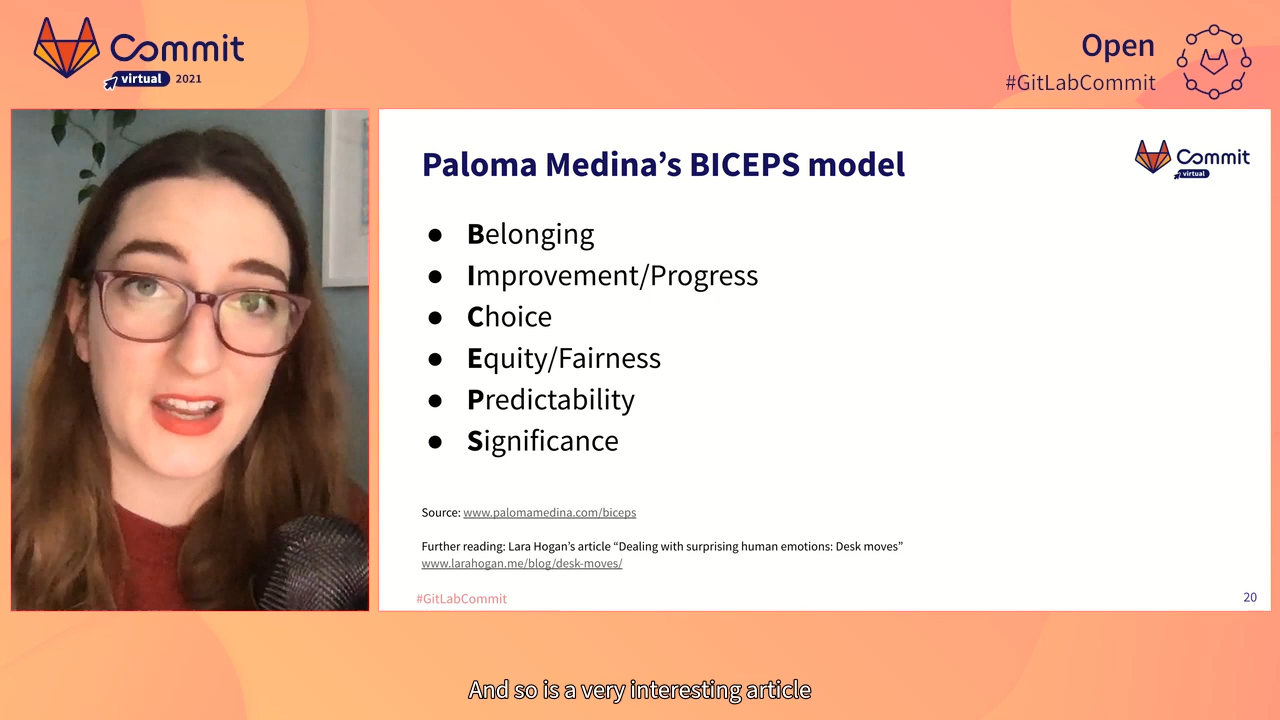 Commit
virtual 2021
Open
#GitLabCommit
Paloma Medina’s BICEPS model
Commit
virtual
● Belonging
● Improvement/Progress
● Choice
● Equity/Fairness
● Predictability
● Significance
Source: www.palomamedina.com/biceps
Further reading: Lara Hogan’s article “Dealing with surprising human emotions: Desk moves”
www.larahogan.me/blog/desk-moves/
#GitLabCommit
20
And so is a very interesting article